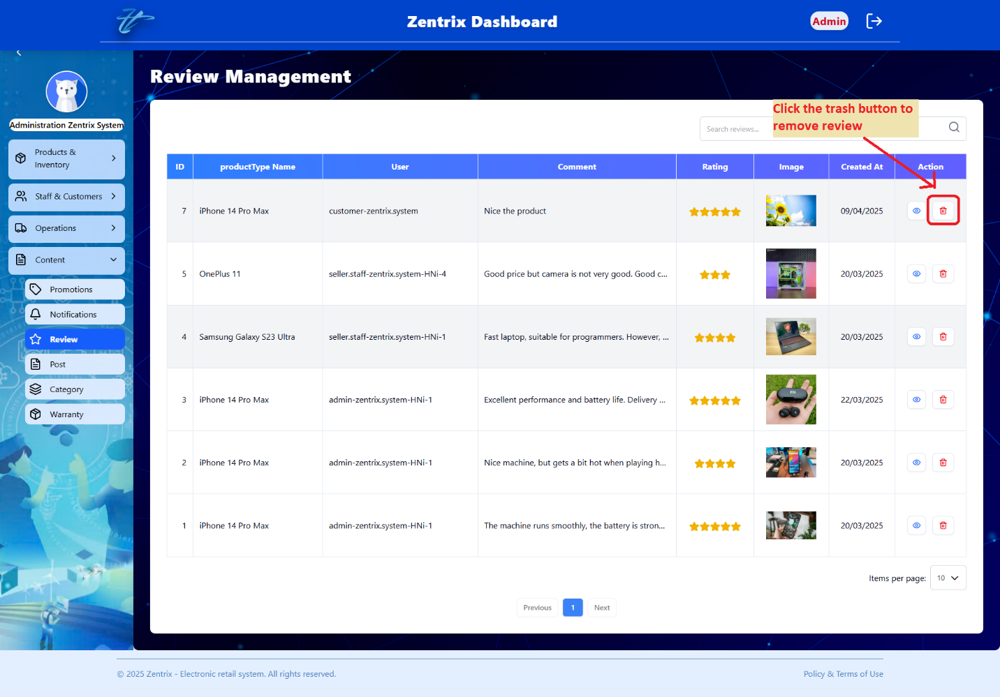 Zentrix Dashboard
Admin
Administration Zentrix System
Products &
Inventory
Staff & Customers
Operations
Content
Promotions
Notifications
Review
Post
Category
Warranty
Review Management
Click the trash button to
remove review
Search reviews...
ID productType Name User Comment Rating Image Created At Action
7 iPhone 14 Pro Max customer-zentrix.system Nice the product 09/04/2025
5 OnePlus 11 seller.staff-zentrix.system-HNi-4 Good price but camera is not very good. Good c... 20/03/2025
4 Samsung Galaxy S23 Ultra seller.staff-zentrix.system-HNi-1 Fast laptop, suitable for programmers. However, ... 20/03/2025
3 iPhone 14 Pro Max admin-zentrix.system-HNi-1 Excellent performance and battery life. Delivery ... 22/03/2025
2 iPhone 14 Pro Max admin-zentrix.system-HNi-1 Nice machine, but gets a bit hot when playing h... 20/03/2025
1 iPhone 14 Pro Max admin-zentrix.system-HNi-1 The machine runs smoothly, the battery is stron... 20/03/2025
Items per page: 10
Previous 1 Next
© 2025 Zentrix - Electronic retail system. All rights reserved.
Policy & Terms of Use